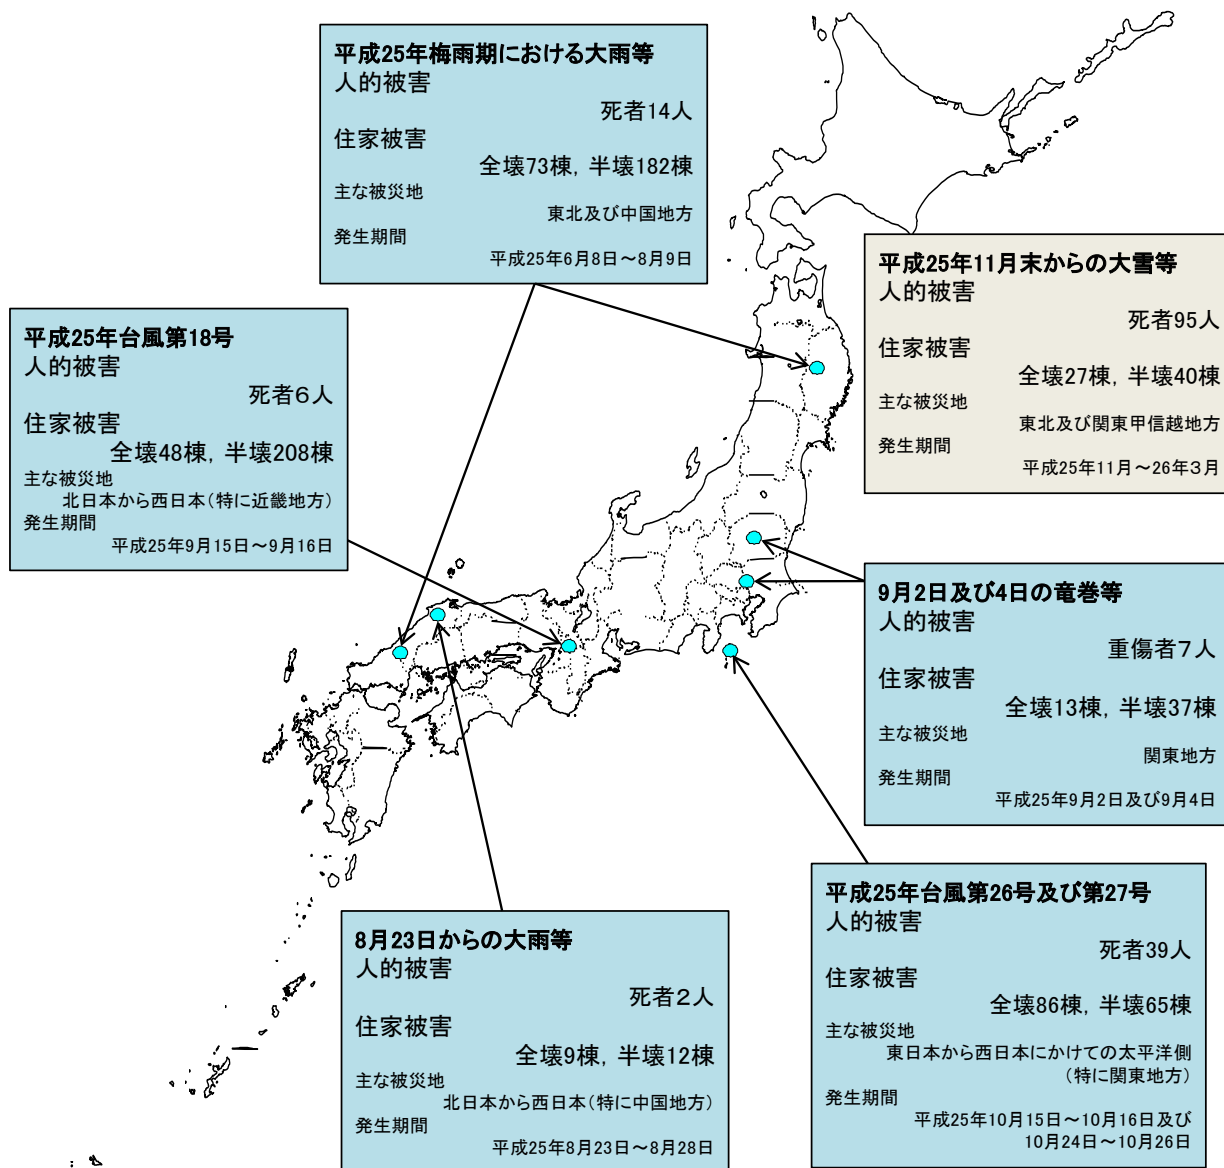 平成25年梅雨期における大雨等
人的被害
死者14人
住家被害
全壊73棟，半壊182棟
主な被災地
東北及び中国地方
発生期間
平成25年6月8日～8月9日
平成25年11月末からの大雪等
人的被害
死者95人
住家被害
全壊27棟，半壊40棟
主な被災地
東北及び関東甲信越地方
発生期間
平成25年11月～26年３月
平成25年台風第18号
人的被害
死者６人
住家被害
全壊48棟，半壊208棟
主な被災地
北日本から西日本（特に近畿地方）
発生期間
平成25年9月15日～9月16日
9月2日及び4日の竜巻等
人的被害
重傷者７人
住家被害
全壊13棟，半壊37棟
主な被災地
関東地方
発生期間
平成25年9月2日及び9月4日
平成25年台風第26号及び第27号
人的被害
死者39人
住家被害
全壊86棟，半壊65棟
主な被災地
東日本から西日本にかけての太平洋側
（特に関東地方）
発生期間
平成25年10月15日～10月16日及び
10月24日～10月26日
8月23日からの大雨等
人的被害
死者２人
住家被害
全壊9棟，半壊12棟
主な被災地
北日本から西日本（特に中国地方）
発生期間
平成25年8月23日～8月28日